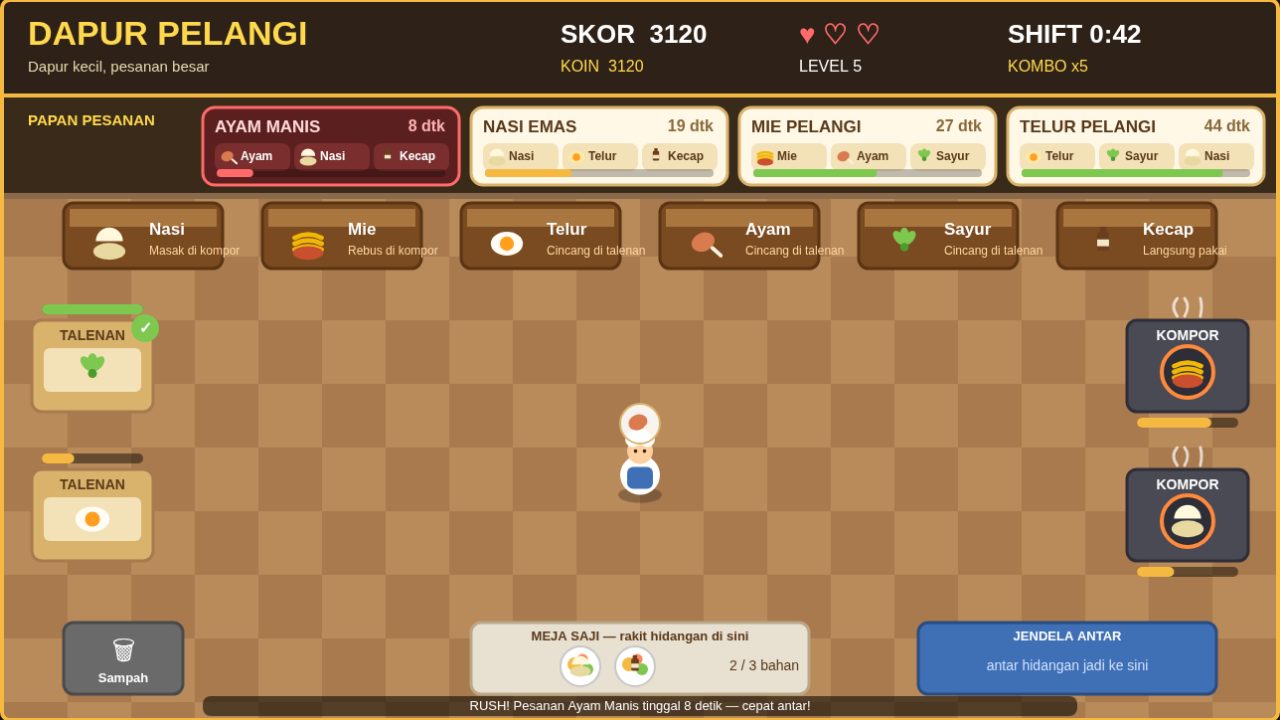 DAPUR PELANGI
Dapur kecil, pesanan besar
SKOR 3120
KOIN 3120
♥ ♡ ♡
LEVEL 5
SHIFT 0:42
KOMBO x5
PAPAN PESANAN
AYAM MANIS 8 dtk
Ayam Nasi Kecap
NASI EMAS 19 dtk
Nasi Telur Kecap
MIE PELANGI 27 dtk
Mie Ayam Sayur
TELUR PELANGI 44 dtk
Telur Sayur Nasi
Nasi
Masak di kompor
Mie
Rebus di kompor
Telur
Cincang di talenan
Ayam
Cincang di talenan
Sayur
Cincang di talenan
Kecap
Langsung pakai
TALENAN
✓
KOMPOR
TALENAN
KOMPOR
Sampah
MEJA SAJI — rakit hidangan di sini
2 / 3 bahan
JENDELA ANTAR
antar hidangan jadi ke sini
RUSH! Pesanan Ayam Manis tinggal 8 detik — cepat antar!